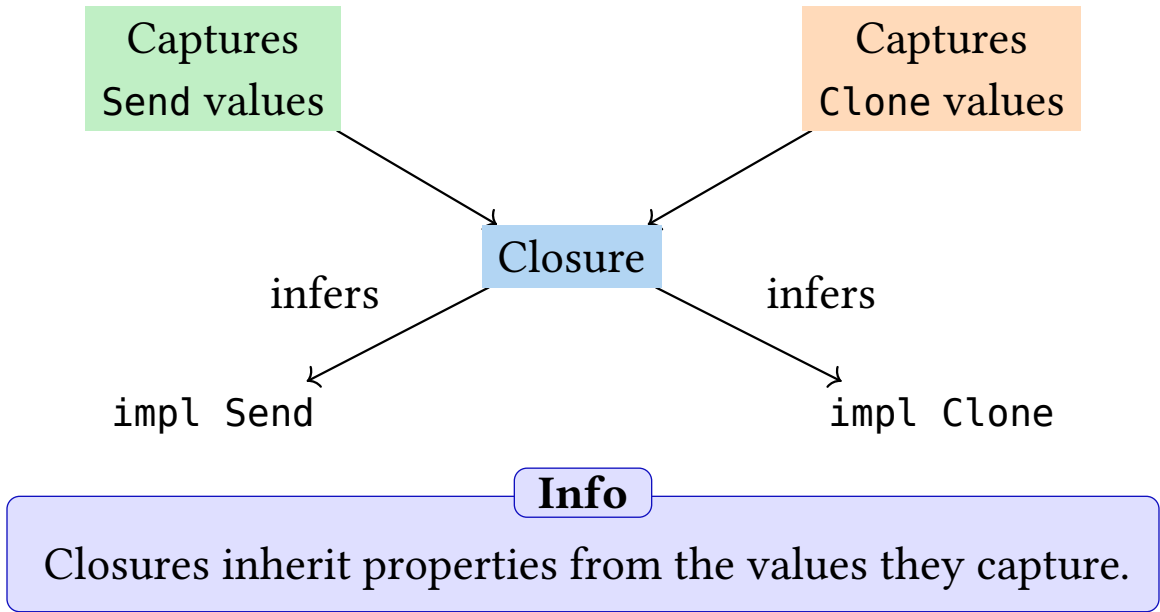 Captures
Send values
Captures
Clone values
Closure
infers
infers
impl Send
impl Clone
Info
Closures inherit properties from the values they capture.